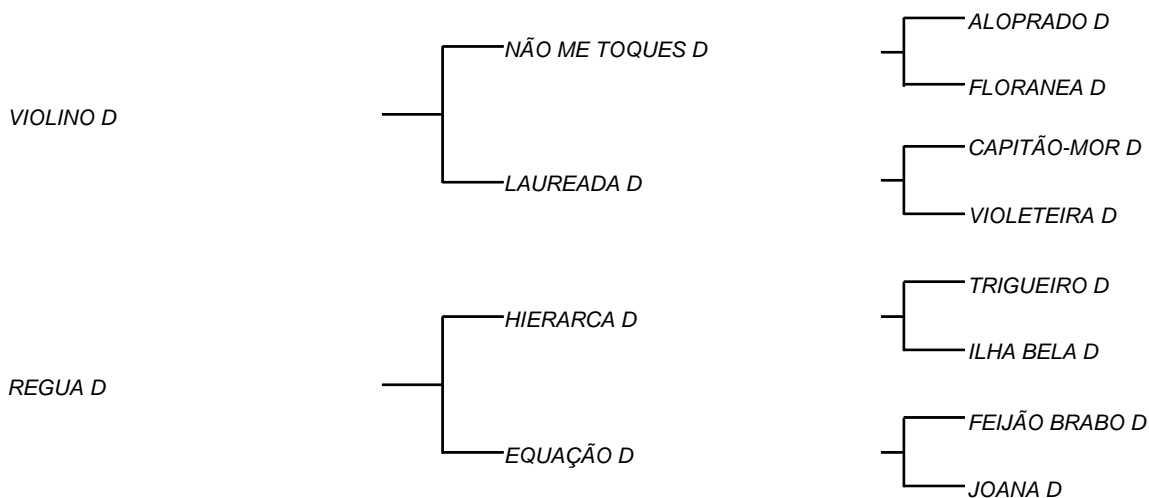 VIOLINO D
NÃO ME TOQUES D
LAUREADA D
ALOPRADO D
FLORANEA D
CAPITÃO-MOR D
VIOLETEIRA D
REGUA D
HIERARCA D
EQUAÇÃO D
TRIGUEIRO D
ILHA BELA D
FEIJÃO BRABO D
JOANA D